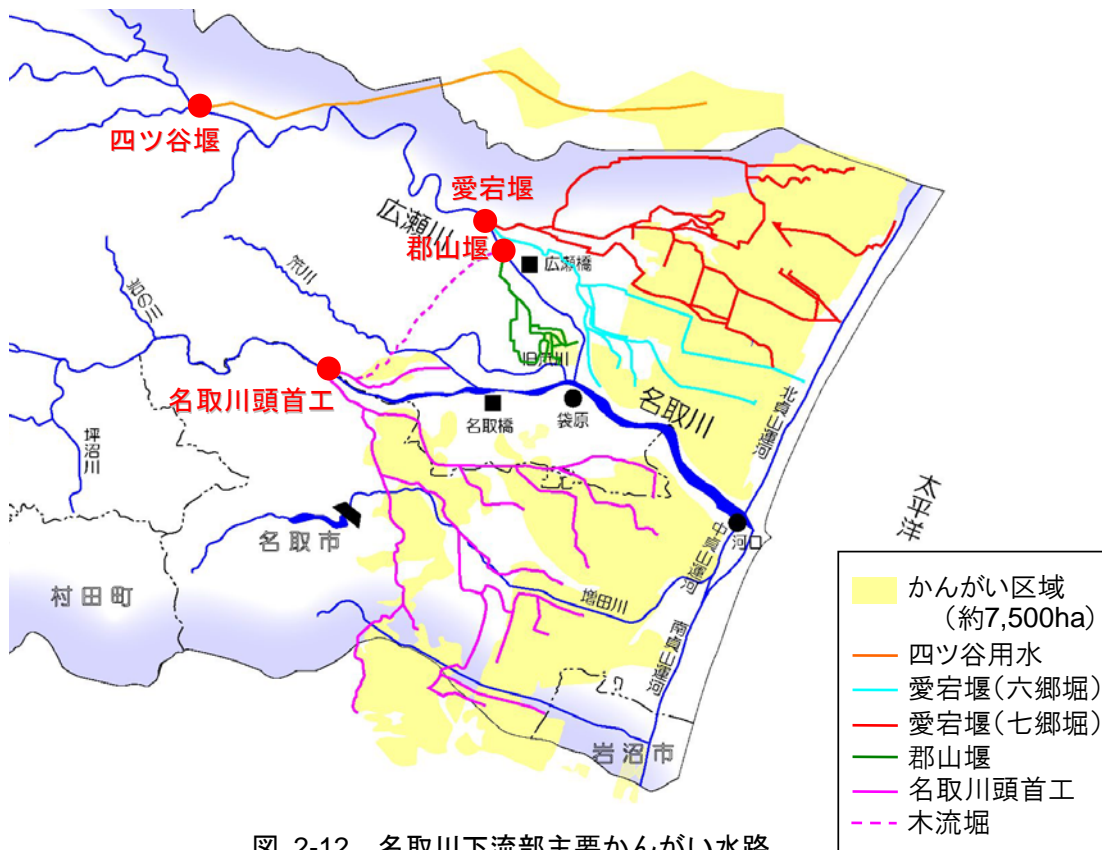 四ツ谷堰
愛宕堰
広瀬川
郡山堰
広瀬橋
笊川
旧笊川
名取川頭首工
名取橋
袋原
名取川
北貞山運河
太平洋
坪沼川
名取市
河口
中貞山運河
村田町
増田川
南貞山運河
岩沼市
かんがい区域
(約7,500ha)
四ツ谷用水
愛宕堰(六郷堀)
愛宕堰(七郷堀)
郡山堰
名取川頭首工
木流堀
図 2-12 名取川下流部主要かんがい水路